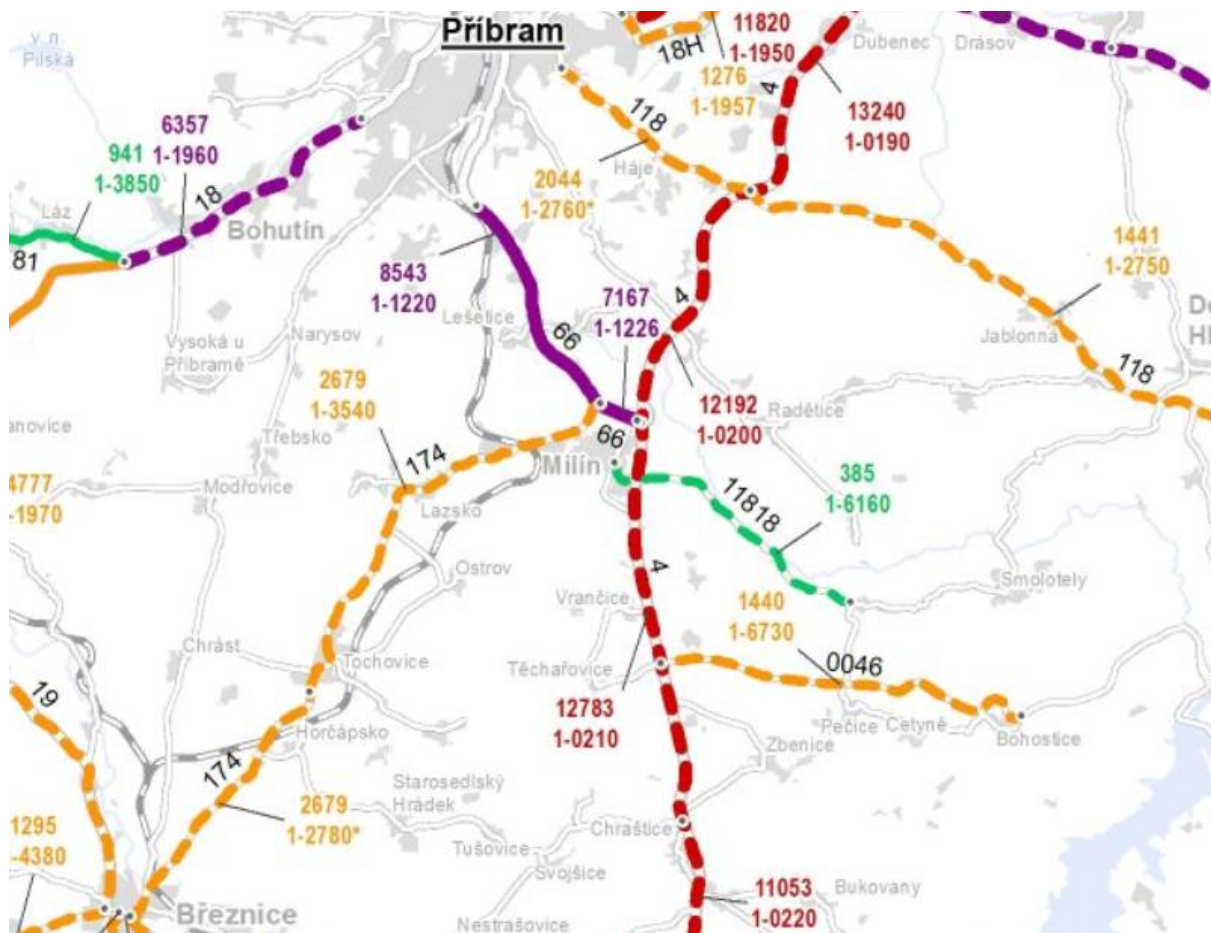 Příbram
11820
1-1950
Dubenec
Drásov
v. n.
Pilská
18H
1276
1-1957
4
13240
1-0190
118
6357
1-1960
941
1-3850
2044
1-2760*
Háje
18
Láz
Bohutín
81
1441
1-2750
8543
1-1220
7167
1-1226
4
Lešetice
66
Narysov
Vysoká u
Příbramě
Jablonná
118
2679
1-3540
12192
1-0200
Radětice
Třebsko
66
174
Milín
Modřovice
Lazsko
4777
-1970
11818
385
1-6160
4
Ostrov
Smolotely
Vrančice
1440
1-6730
Chrást
Tochovice
Těchařovice
0046
19
12783
1-0210
Pečice
Cetyně
Bohostice
Horčápsko
Zbenice
174
Starosedlský
Hrádek
2679
1-2780*
1295
-4380
Chraštice
Tušovice
Svojšice
11053
1-0220
Bukovany
Březnice
Nestrašovice